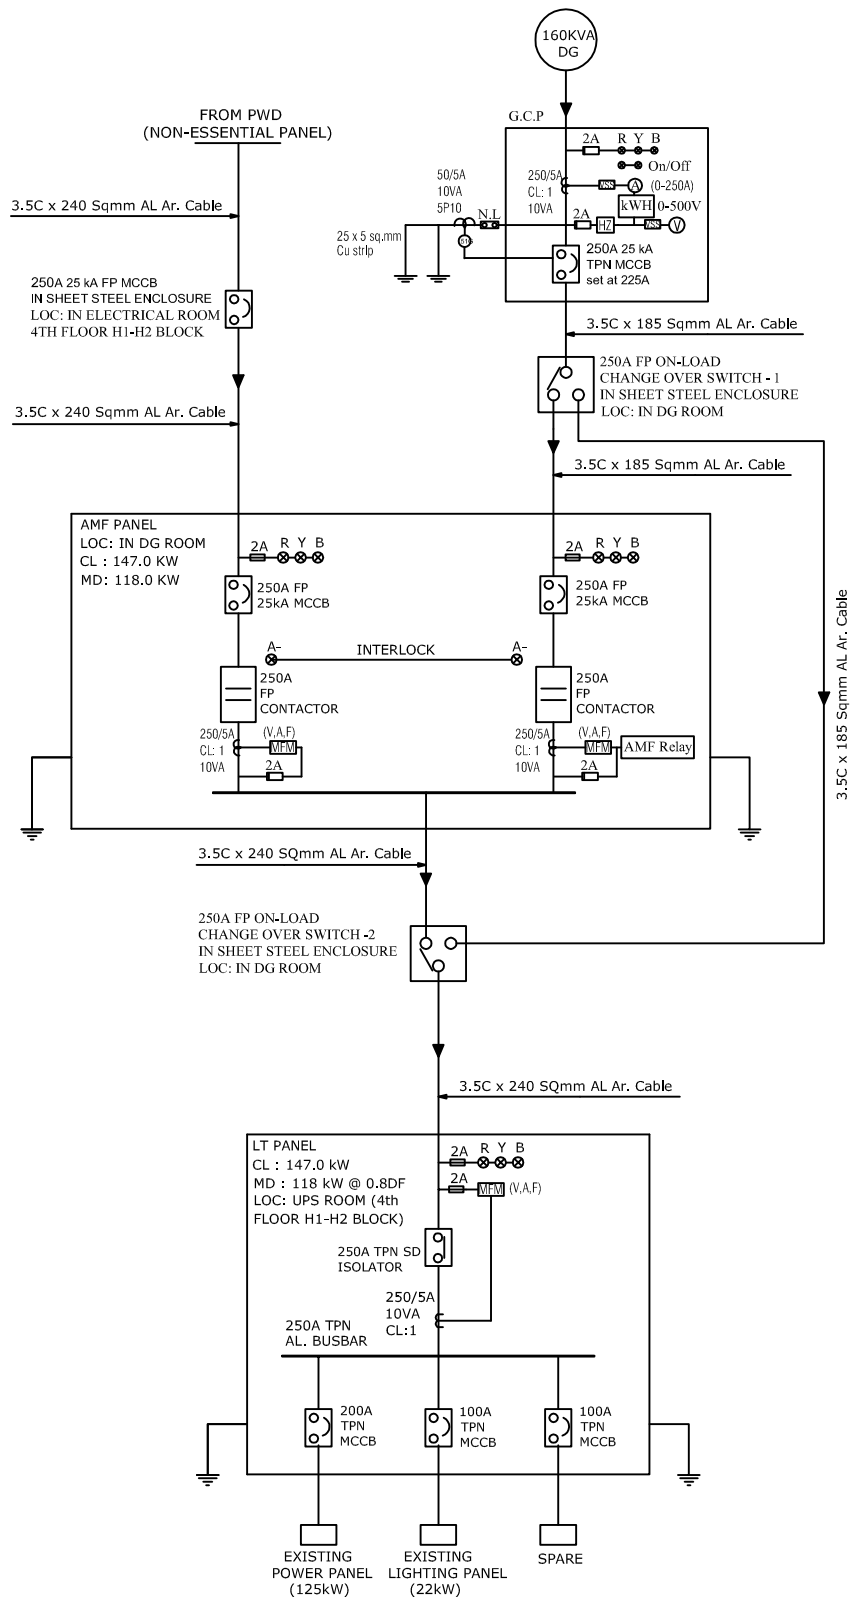 160KVA
DG
FROM PWD
(NON-ESSENTIAL PANEL)
G.C.P
2A
R Y B
On/Off
250/5A
CL: 1
10VA
VSS
A
(0-250A)
kWH
0-500V
50/5A
10VA
5P10
N.L
2A
HZ
VSS
V
25 x 5 sq.mm
Cu strip
250A 25 kA
TPN MCCB
set at 225A
3.5C x 240 Sqmm AL Ar. Cable
250A 25 kA FP MCCB
IN SHEET STEEL ENCLOSURE
LOC: IN ELECTRICAL ROOM
4TH FLOOR H1-H2 BLOCK
3.5C x 185 Sqmm AL Ar. Cable
250A FP ON-LOAD
CHANGE OVER SWITCH - 1
IN SHEET STEEL ENCLOSURE
LOC: IN DG ROOM
3.5C x 240 Sqmm AL Ar. Cable
3.5C x 185 Sqmm AL Ar. Cable
AMF PANEL
LOC: IN DG ROOM
CL : 147.0 KW
MD: 118.0 KW
2A
R Y B
250A FP
25kA MCCB
2A
R Y B
250A FP
25kA MCCB
A-
INTERLOCK
A-
250A
FP
CONTACTOR
250A
FP
CONTACTOR
250/5A
CL: 1
10VA
(V,A,F)
MFM
2A
250/5A
CL: 1
10VA
(V,A,F)
MFM
AMF Relay
2A
3.5C x 185 Sqmm AL Ar. Cable
3.5C x 240 SQmm AL Ar. Cable
250A FP ON-LOAD
CHANGE OVER SWITCH -2
IN SHEET STEEL ENCLOSURE
LOC: IN DG ROOM
3.5C x 240 SQmm AL Ar. Cable
LT PANEL
CL : 147.0 kW
MD : 118 kW @ 0.8DF
LOC: UPS ROOM (4th
FLOOR H1-H2 BLOCK)
2A
R Y B
2A
MFM
(V,A,F)
250A TPN SD
ISOLATOR
250/5A
10VA
CL:1
250A TPN
AL. BUSBAR
200A
TPN
MCCB
100A
TPN
MCCB
100A
TPN
MCCB
EXISTING
POWER PANEL
(125kW)
EXISTING
LIGHTING PANEL
(22kW)
SPARE